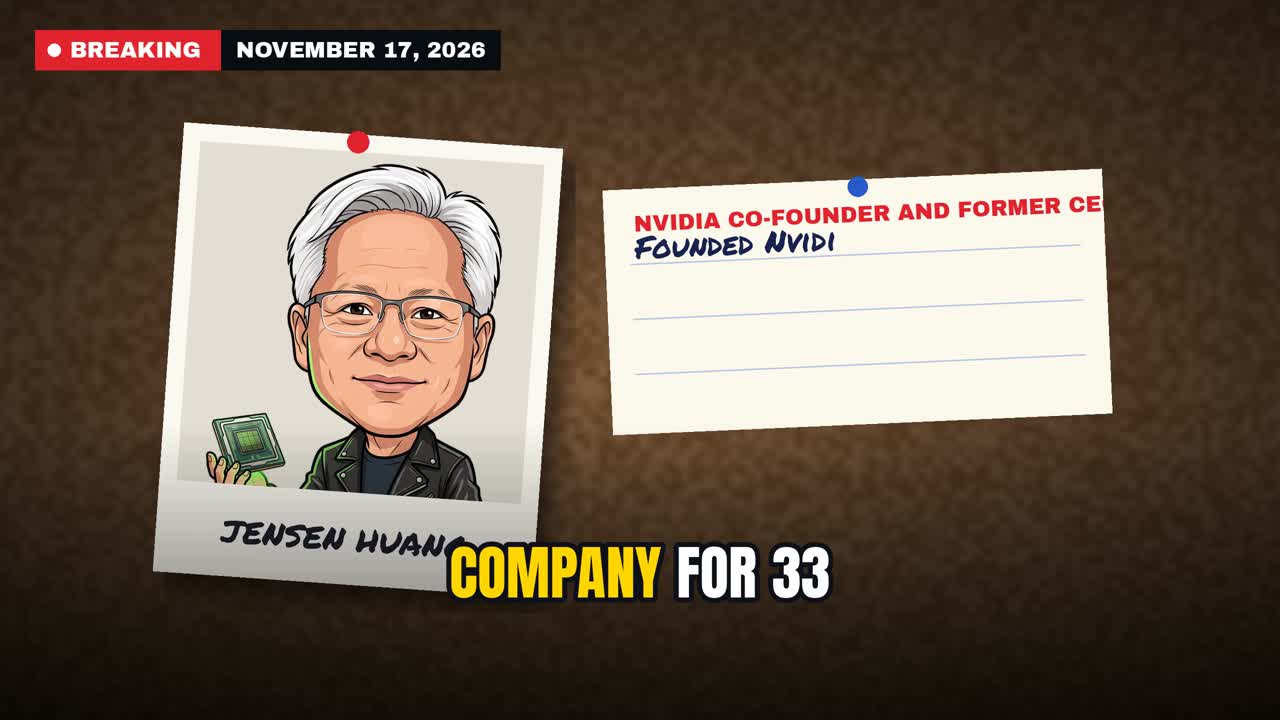 BREAKING
NOVEMBER 17, 2026
NVIDIA CO-FOUNDER AND FORMER CE
FOUNDED NVIDI
JENSEN HUANG
COMPANY FOR 33